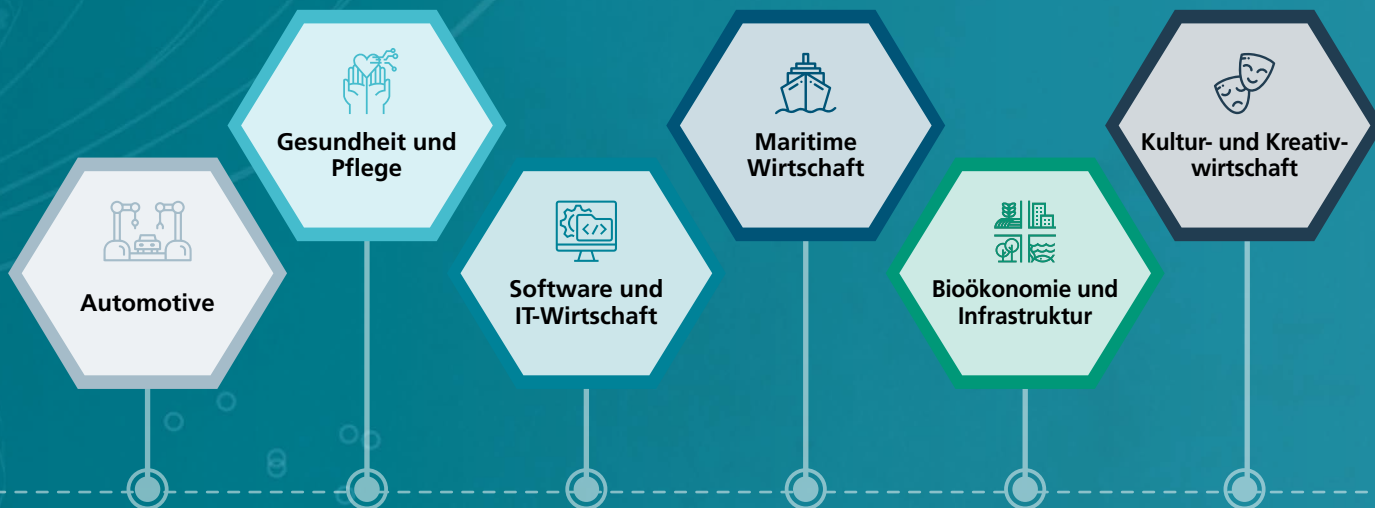 Automotive
Gesundheit und
Pflege
Software und
IT-Wirtschaft
Maritime
Wirtschaft
Bioökonomie und
Infrastruktur
Kultur- und Kreativ-
wirtschaft